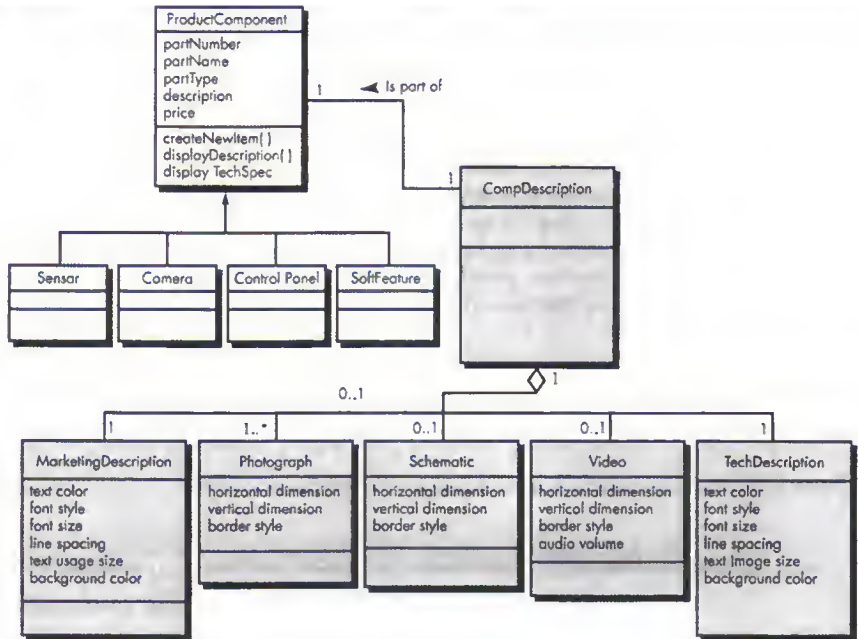 ProductComponent
partNumber
partName
partType
description
price
createNewItem( )
displayDescription( )
display TechSpec
1
Is part of
1
CompDescription
Sensar
Comera
Control Panel
SoftFeature
1
0..1
1
1..*
0..1
0..1
1
MarketingDescription
text color
font style
font size
line spacing
text usage size
background color
Photograph
horizontal dimension
vertical dimension
border style
Schematic
horizontal dimension
vertical dimension
border style
Video
horizontal dimension
vertical dimension
border style
audio volume
TechDescription
text color
font style
font size
line spacing
text Image size
background color